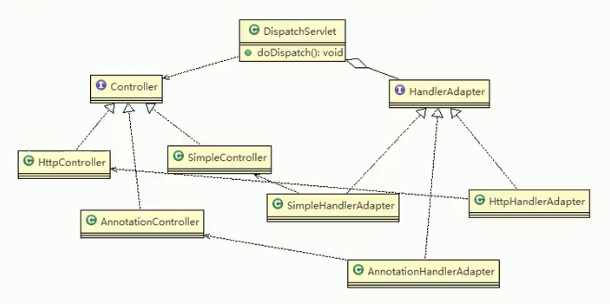 C DispatchServlet
doDispatch(): void
I Controller
I HandlerAdapter
C HttpController
C SimpleController
C SimpleHandlerAdapter
C HttpHandlerAdapter
C AnnotationController
C AnnotationHandlerAdapter